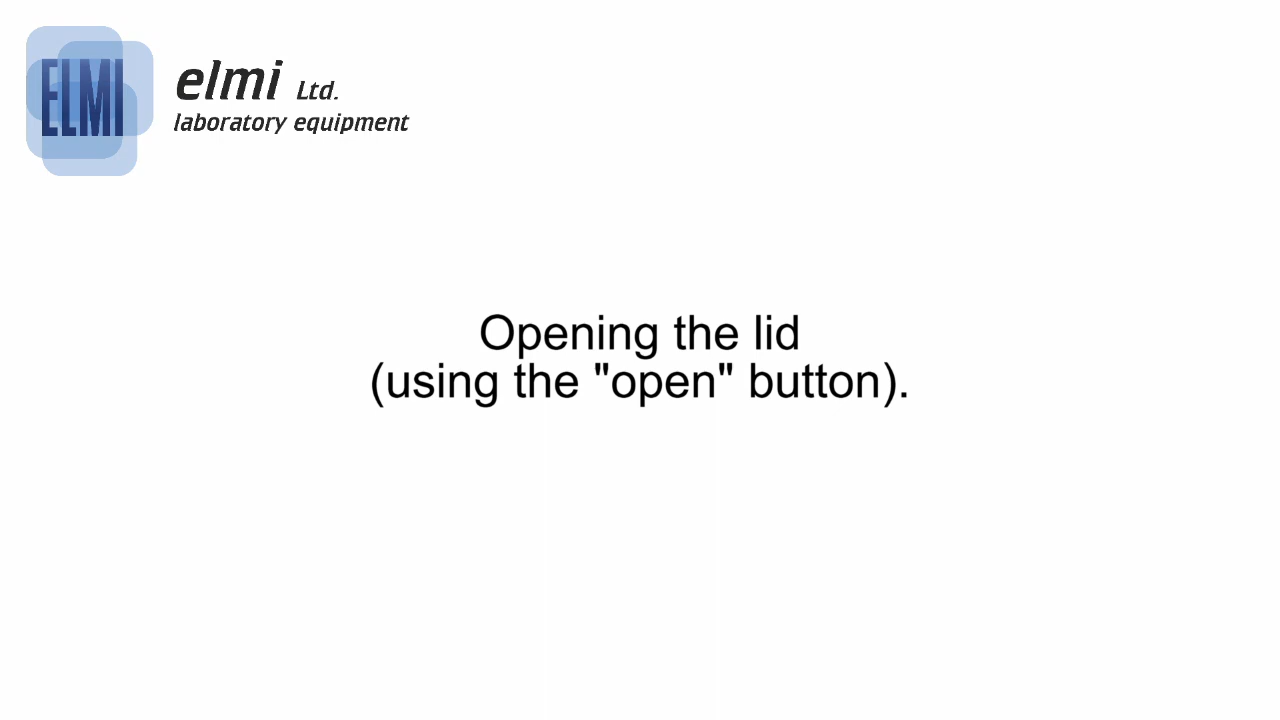 ELMI
elmi Ltd.
laboratory equipment
Opening the lid
(using the "open" button).